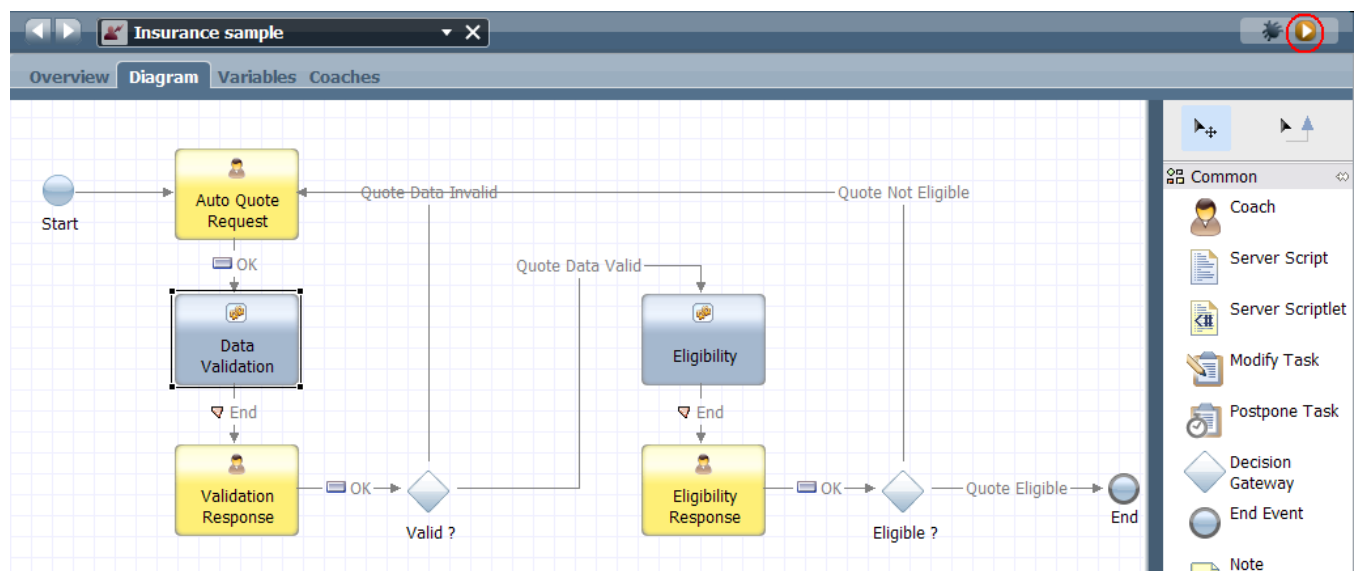 Insurance sample
Overview Diagram Variables Coaches
Start
Auto Quote
Request
Quote Data Invalid
Quote Not Eligible
OK
Quote Data Valid
Data
Validation
Eligibility
End
End
Validation
Response
OK
Valid ?
Eligibility
Response
OK
Eligible ?
Quote Eligible
End
Common
Coach
Server Script
Server Scriptlet
Modify Task
Postpone Task
Decision
Gateway
End Event
Note